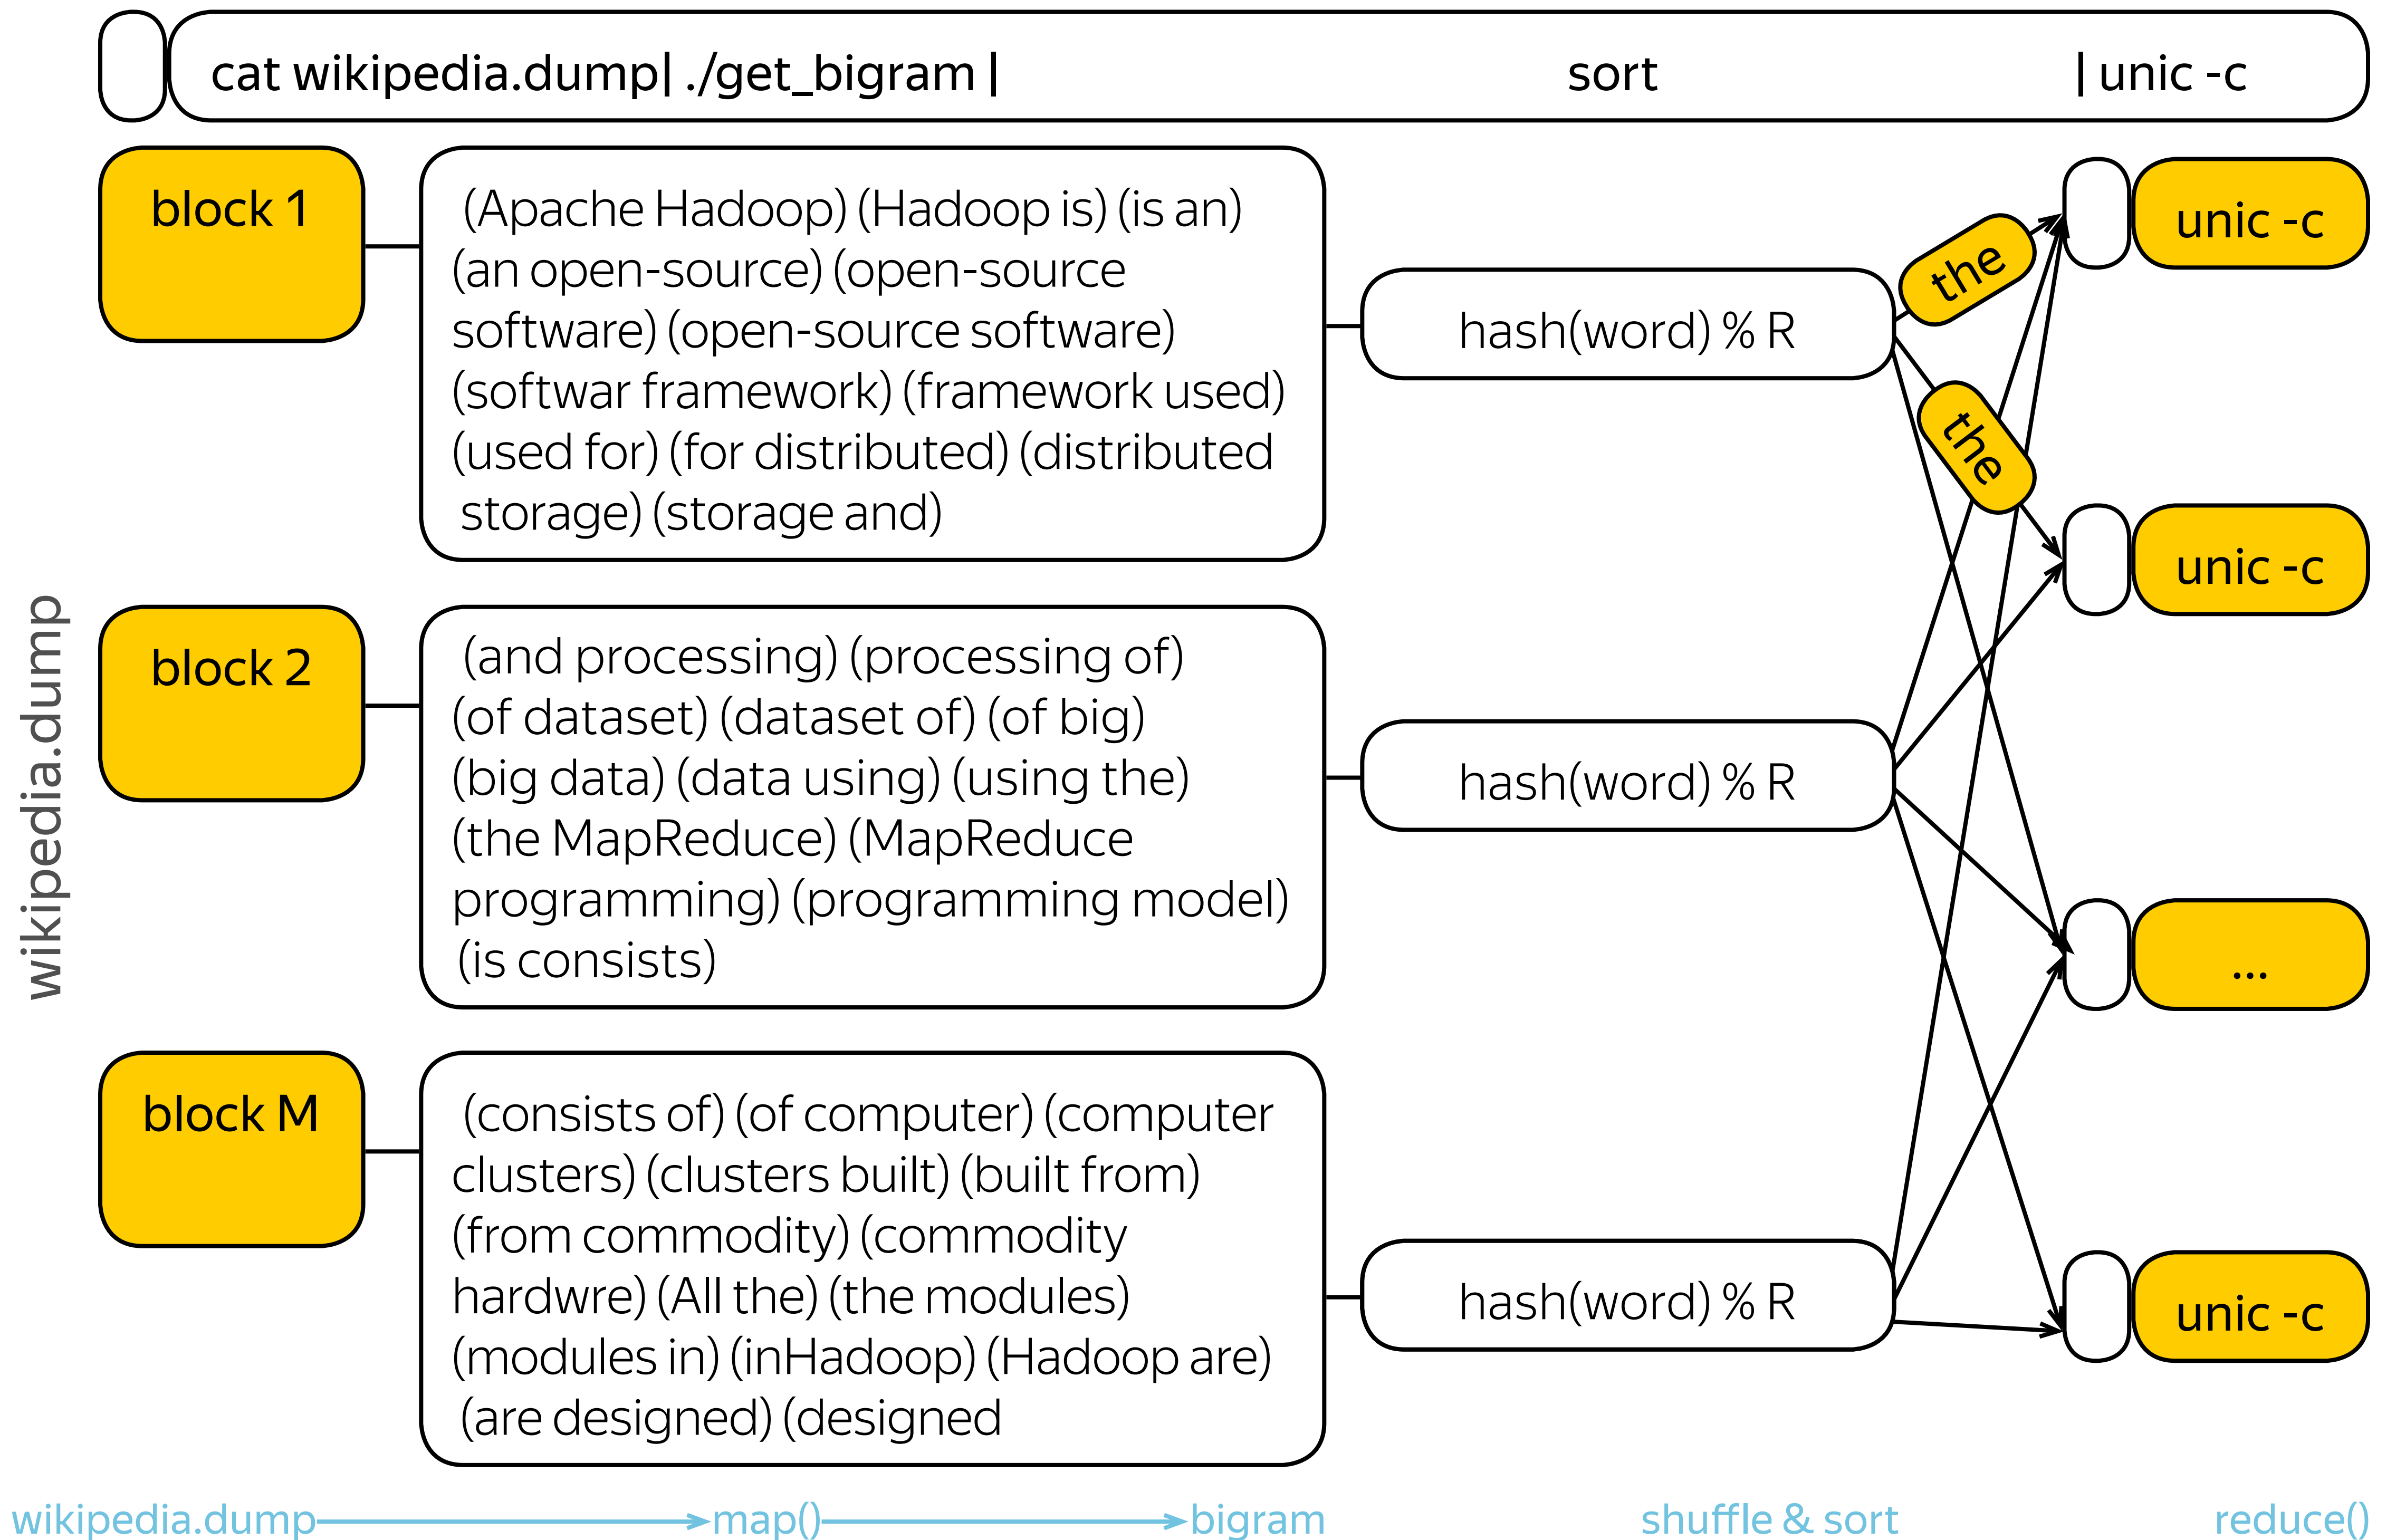 cat wikipedia.dump| ./get_bigram | sort | unic -c
wikipedia.dump
block 1
(Apache Hadoop) (Hadoop is) (is an)
(an open-source) (open-source
software) (open-source software)
(softwar framework) (framework used)
(used for) (for distributed) (distributed
storage) (storage and)
hash(word) % R
the
the
unic -c
unic -c
block 2
(and processing) (processing of)
(of dataset) (dataset of) (of big)
(big data) (data using) (using the)
(the MapReduce) (MapReduce
programming) (programming model)
(is consists)
hash(word) % R
...
block M
(consists of) (of computer) (computer
clusters) (clusters built) (built from)
(from commodity) (commodity
hardwre) (All the) (the modules)
(modules in) (inHadoop) (Hadoop are)
(are designed) (designed
hash(word) % R
unic -c
wikipedia.dump map() bigram shuffle & sort reduce()